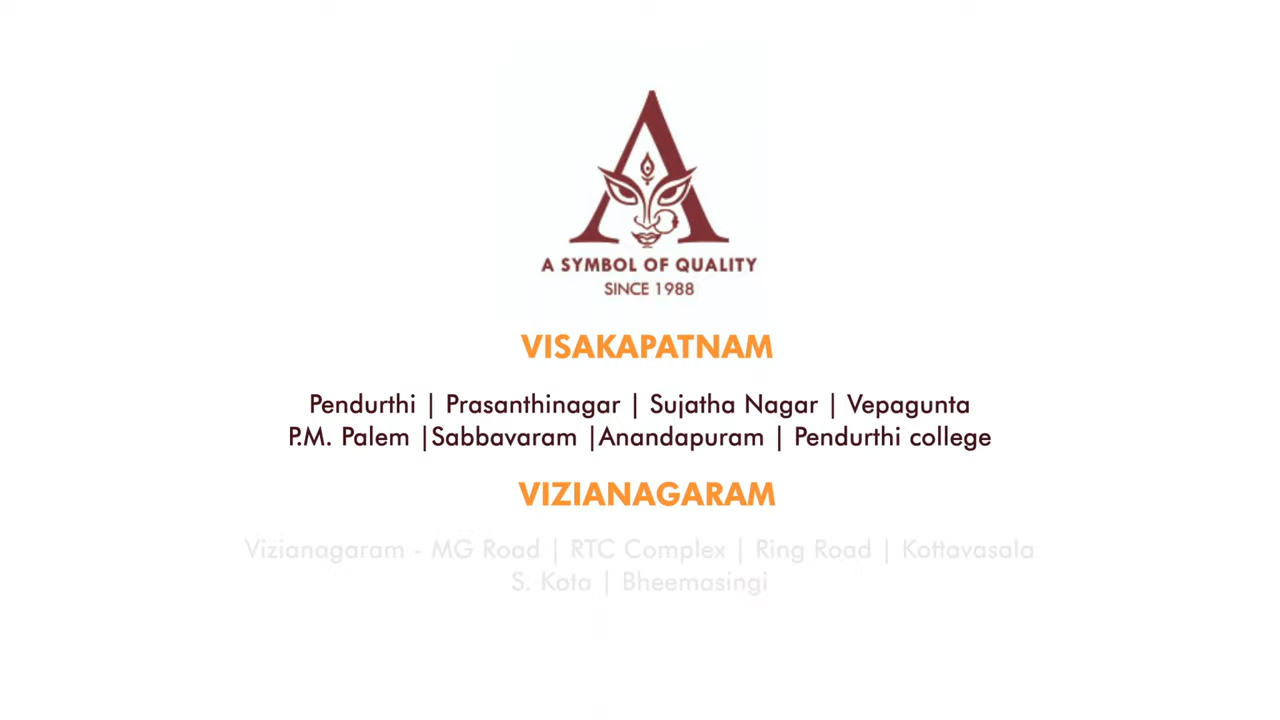 A SYMBOL OF QUALITY
SINCE 1988
VISAKAPATNAM
Pendurthi | Prasanthinagar | Sujatha Nagar | Vepagunta
P.M. Palem |Sabbavaram |Anandapuram | Pendurthi college
VIZIANAGARAM
Vizianagaram - MG Road | RTC Complex | Ring Road | Kottavasala
S. Kota | Bheemasingi